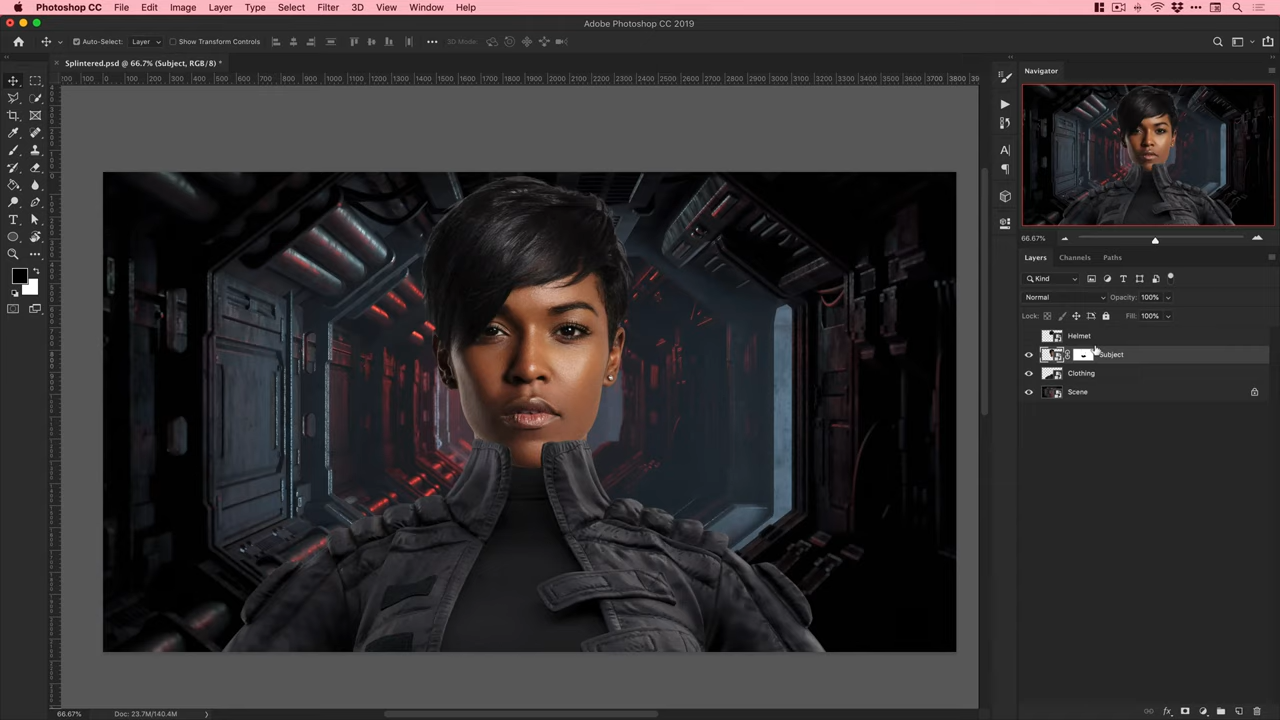 Photoshop CC File Edit Image Layer Type Select Filter 3D View Window Help
Adobe Photoshop CC 2019
Auto-Select: Layer Show Transform Controls 3D Mode:
Splintered.psd @ 66.7% (Subject, RGB/8) *
Navigator
66.67%
Layers Channels Paths
Kind
Normal Opacity: 100%
Lock: Fill: 100%
Helmet
Subject
Clothing
Scene
66.67% Doc: 23.7M/140.4M